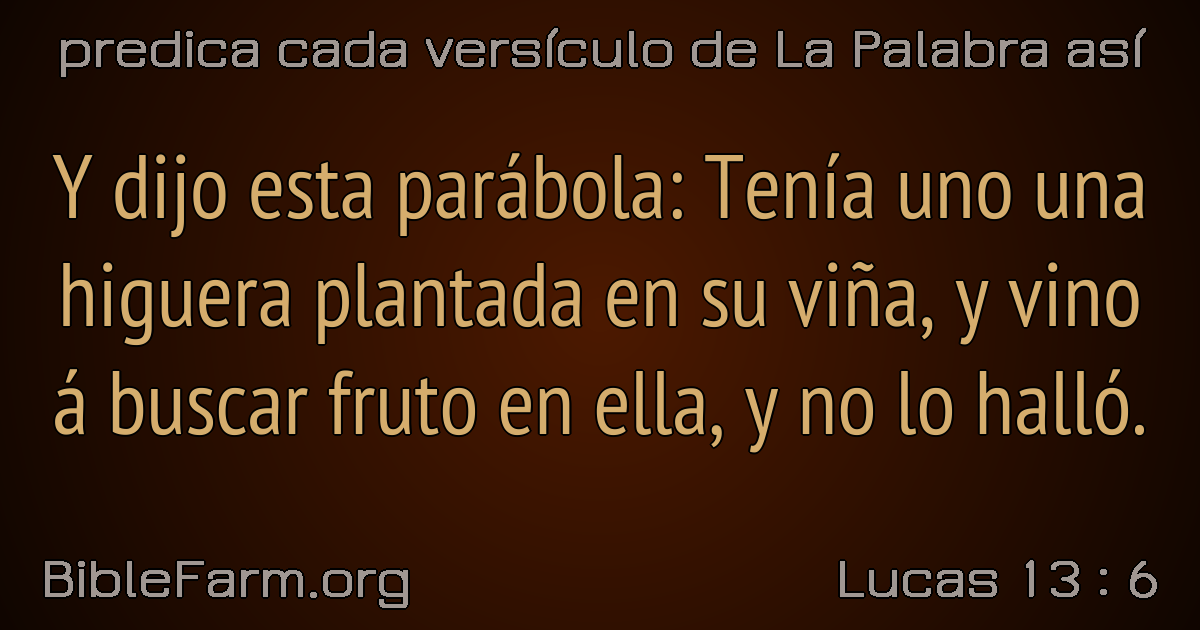 predica cada versículo de La Palabra así
Y dijo esta parábola: Tenía uno una
higuera plantada en su viña, y vino
á buscar fruto en ella, y no lo halló.
BibleFarm.org
Lucas 13 : 6